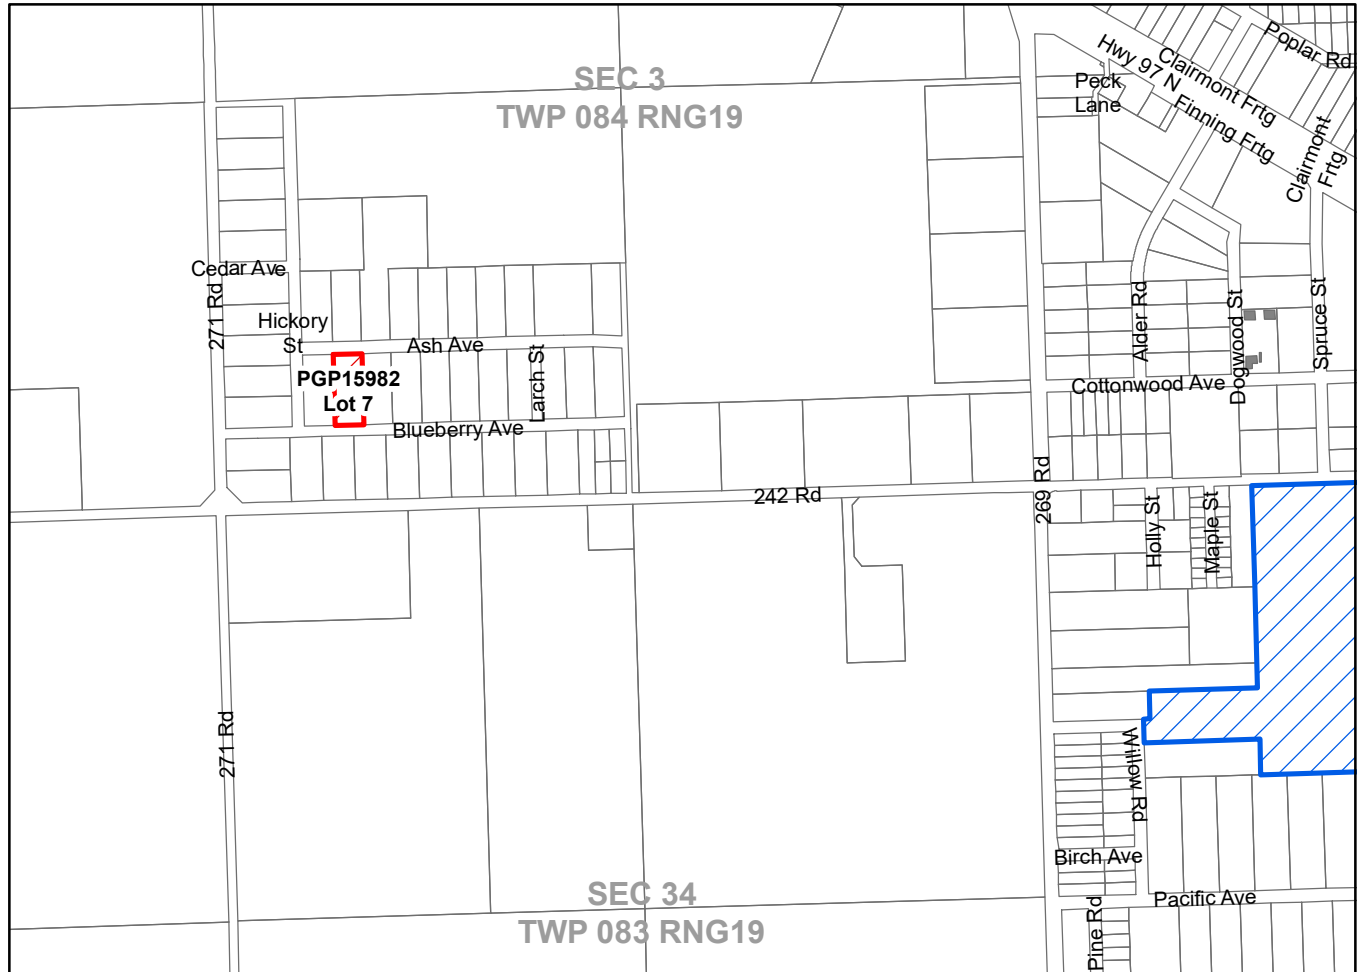 SEC 3
TWP 084 RNG19
Poplar Rd
Hwy 97 N
Clairmont Frtg
Peck
Lane
Finning Frtg
Clairmont
Frtg
Cedar Ave
271 Rd
Hickory
St
Ash Ave
Larch St
PGP15982
Lot 7
Blueberry Ave
Alder Rd
Dogwood St
Spruce St
Cottonwood Ave
242 Rd
269 Rd
Holly St
Maple St
271 Rd
Willow Rd
Birch Ave
SEC 34
TWP 083 RNG19
Pacific Ave
Pine Rd